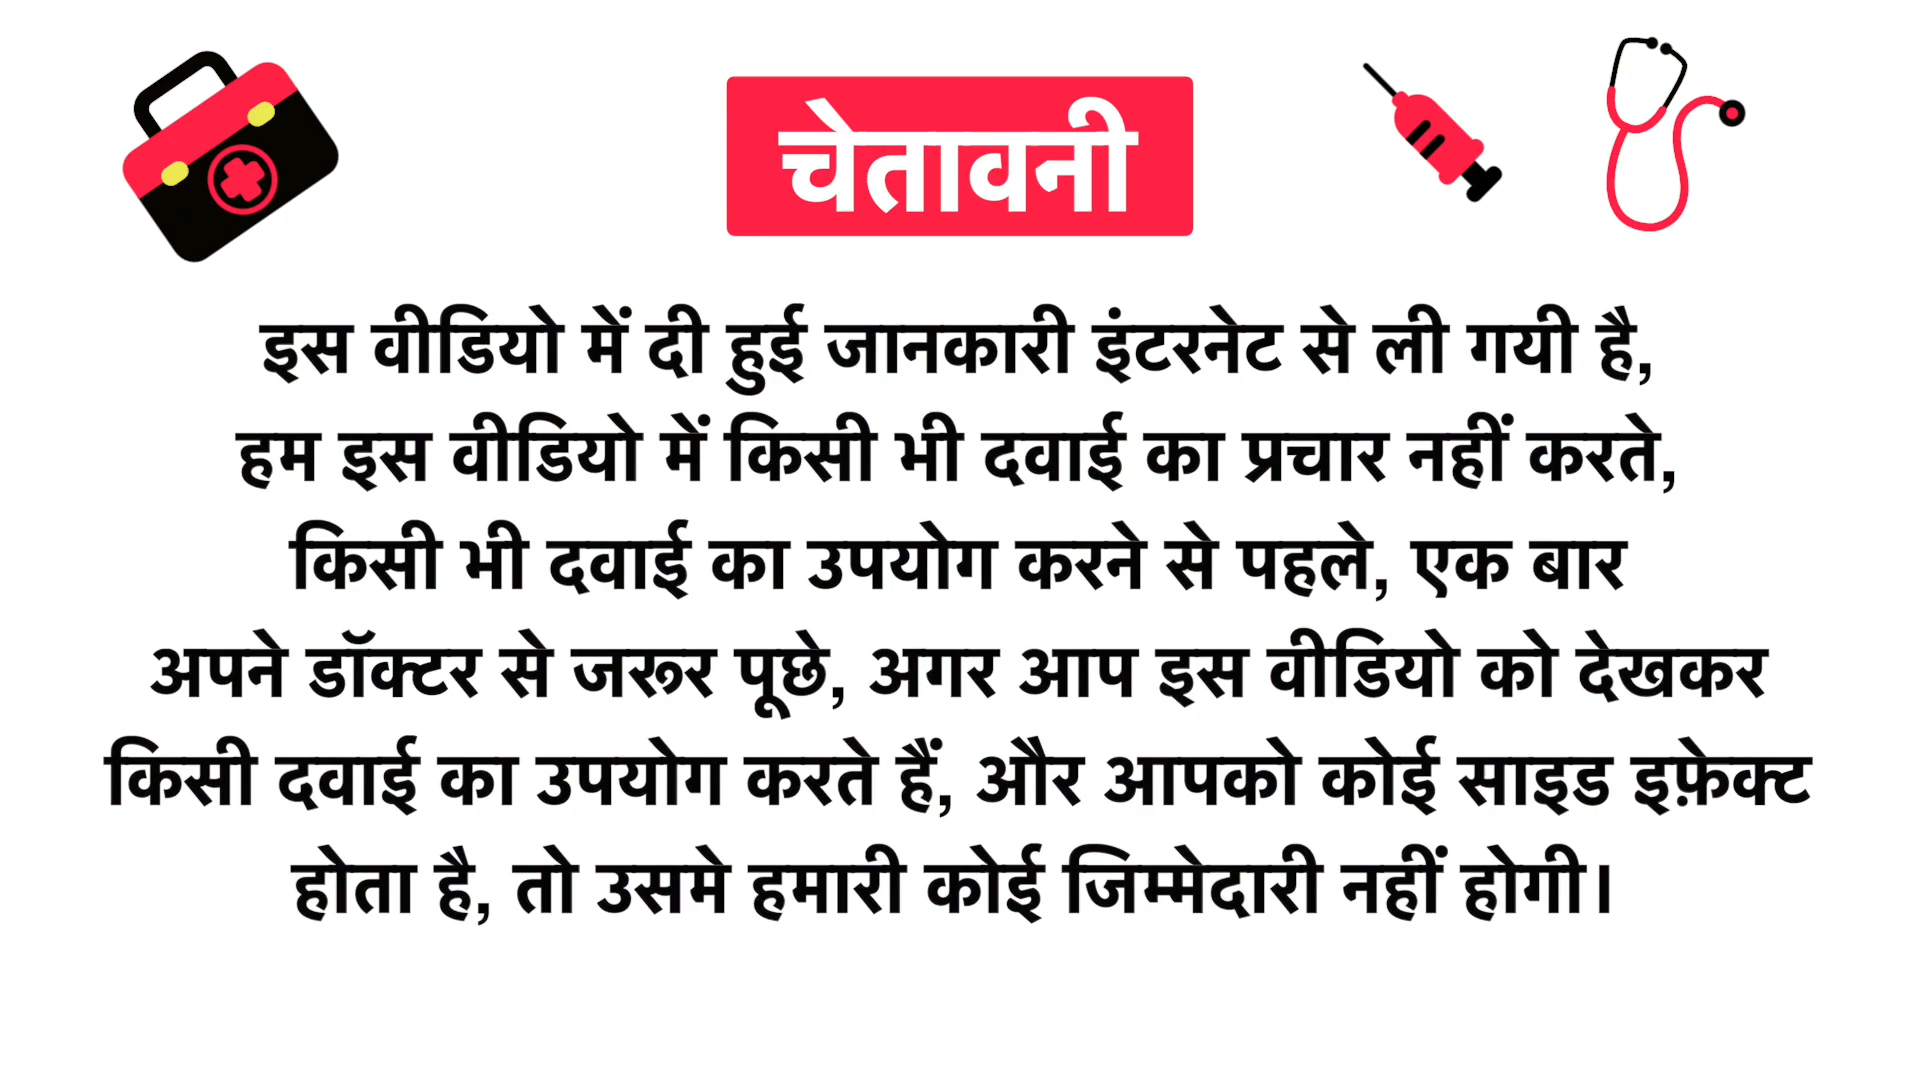 चेतावनी
इस वीडियो में दी हुई जानकारी इंटरनेट से ली गयी है,
हम इस वीडियो में किसी भी दवाई का प्रचार नहीं करते,
किसी भी दवाई का उपयोग करने से पहले, एक बार
अपने डॉक्टर से जरूर पूछे, अगर आप इस वीडियो को देखकर
किसी दवाई का उपयोग करते हैं, और आपको कोई साइड इफ़ेक्ट
होता है, तो उसमे हमारी कोई जिम्मेदारी नहीं होगी।